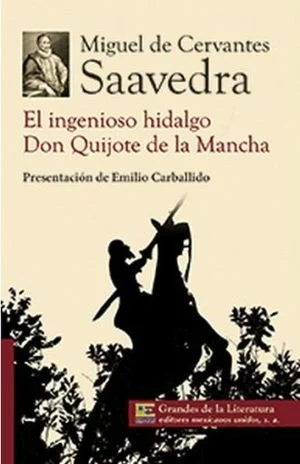 Miguel de Cervantes
Saavedra
El ingenioso hidalgo
Don Quijote de la Mancha
Presentación de Emilio Carballido
Grandes de la Literatura
editores mexicanos unidos, s. a.